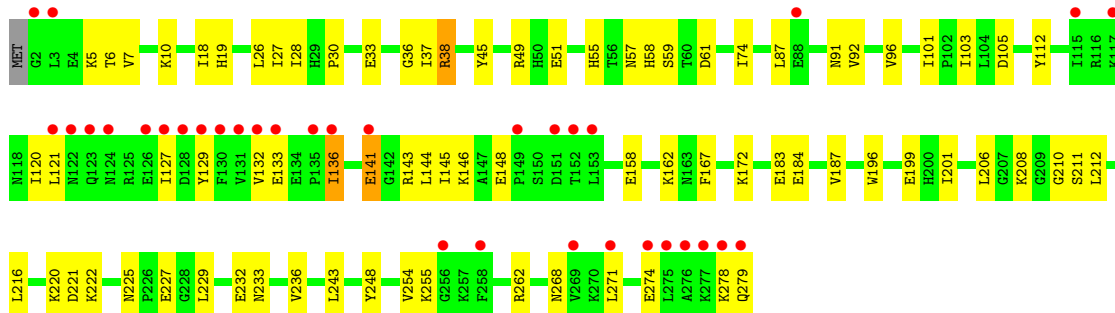 MET G2 L3 E4 K5 T6 V7 K10 I18 H19 L26 I27 I28 H29 P30 E33 G36 I37 R38 Y45 R49 H50 E51 H55 T56 N57 H58 S59 T60 D61 I74 L87 E88 N91 V92 V96 I101 P102 I103 L104 D105 Y112 I115 R116 K117
N118 I120 L121 N122 Q123 N124 R125 E126 I127 D128 Y129 F130 V131 V132 E133 E134 P135 I136 E141 G142 R143 L144 I145 K146 A147 E148 P149 S150 D151 T152 L153 E158 K162 N163 F167 K172 E183 E184 V187 W196 E199 H200 I201 L206 G207 K208 G209 G210 S211 L212
L216 K220 D221 K222 N225 P226 E227 G228 L229 E232 N233 V236 L243 Y248 V254 K255 G256 K257 F258 R262 N268 V269 K270 L271 E274 L275 A276 K277 K278 Q279